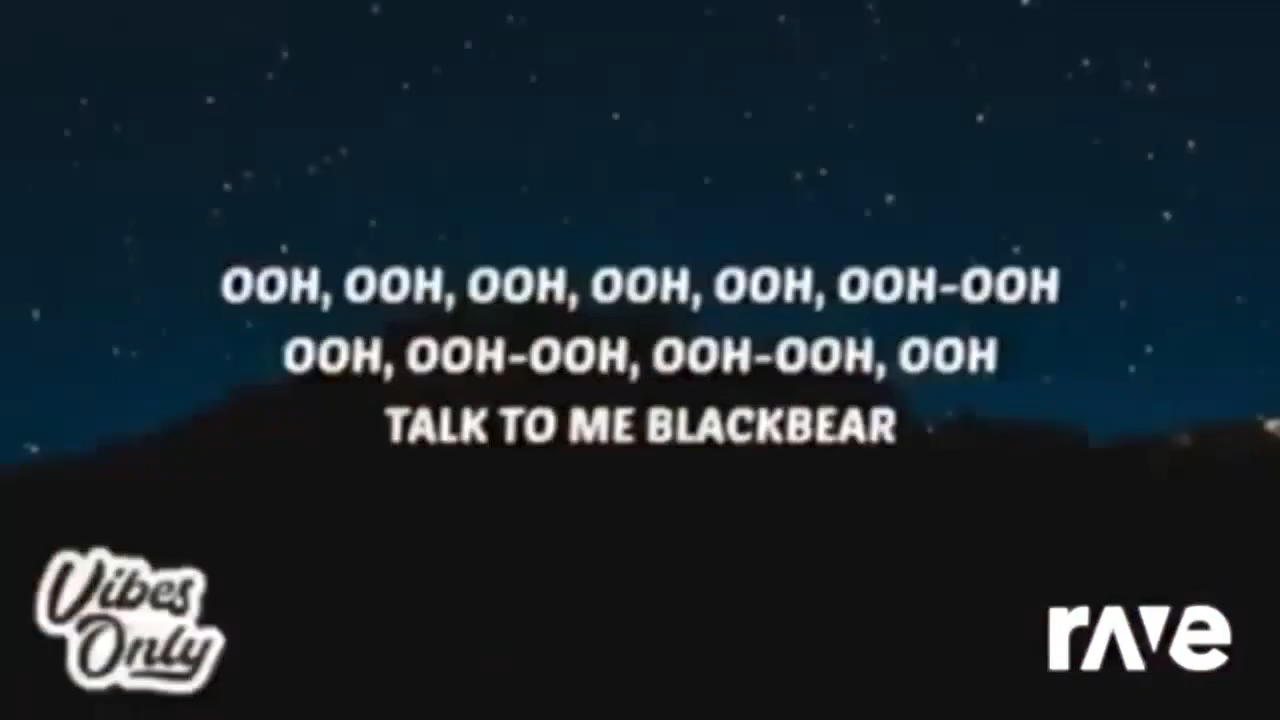 OOH, OOH, OOH, OOH, OOH, OOH-OOH
OOH, OOH-OOH, OOH-OOH, OOH
TALK TO ME BLACKBEAR
Vibes
Only
rave